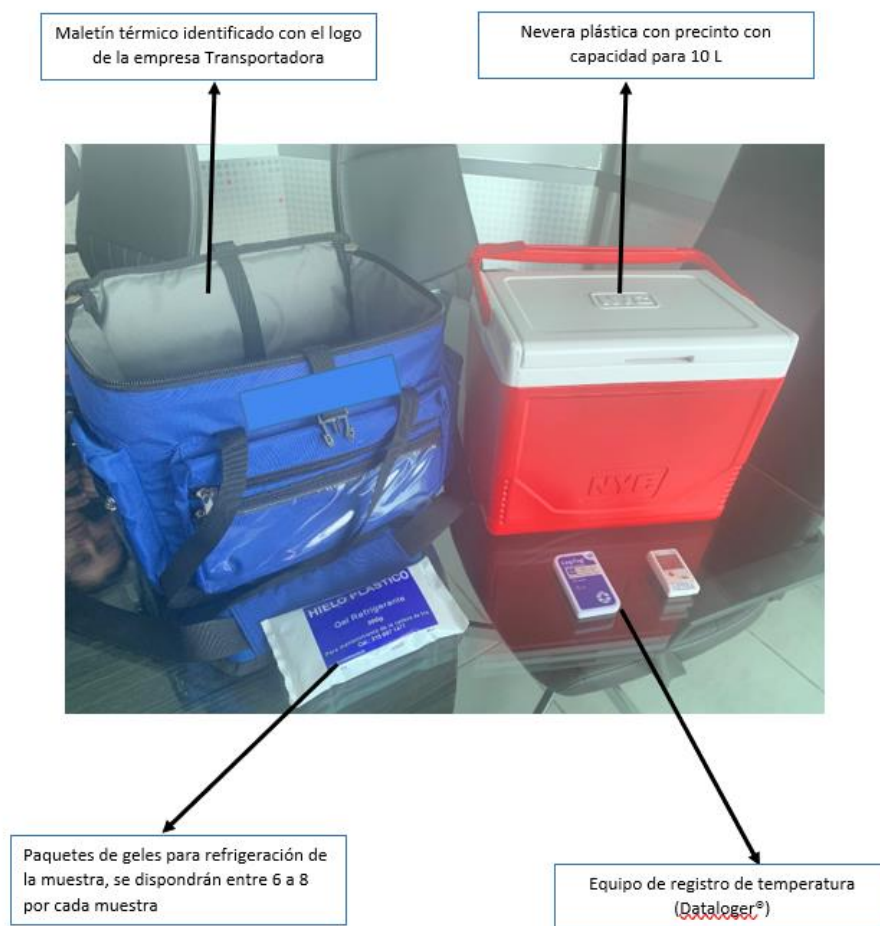 Maletín térmico identificado con el logo
de la empresa Transportadora
Nevera plástica con precinto con
capacidad para 10 L
NYE
HIELO PLASTICO
Gel Refrigerante
Paquetes de geles para refrigeración de
la muestra, se dispondrán entre 6 a 8
por cada muestra
Equipo de registro de temperatura
(Dataloger®)